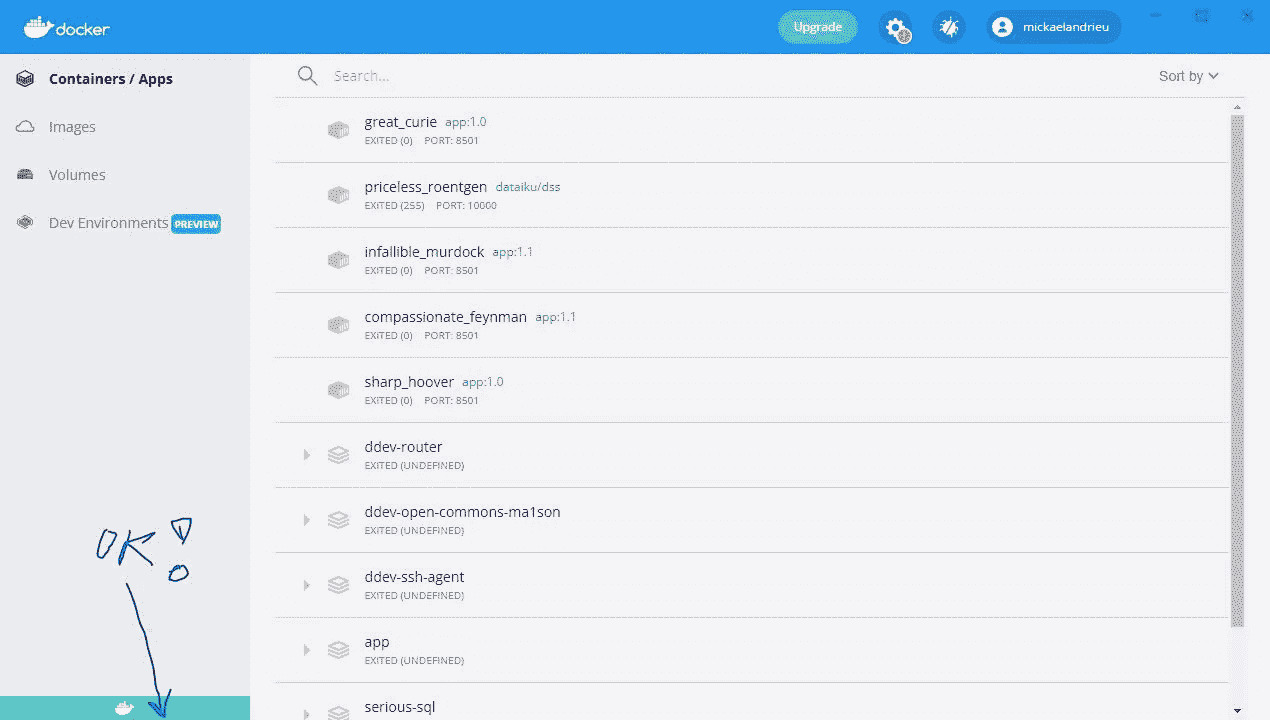 docker
Upgrade
mickaelandrieu
Containers / Apps
Images
Volumes
Dev Environments PREVIEW
Search...
Sort by
great_curie app:1.0
EXITED (0) PORT: 8501
priceless_roentgen dataiku/dss
EXITED (255) PORT: 10000
infallible_murdock app:1.1
EXITED (0) PORT: 8501
compassionate_feynman app:1.1
EXITED (0) PORT: 8501
sharp_hoover app:1.0
EXITED (0) PORT: 8501
ddev-router
EXITED (UNDEFINED)
ddev-open-commons-ma1son
EXITED (UNDEFINED)
ddev-ssh-agent
EXITED (UNDEFINED)
app
EXITED (UNDEFINED)
serious-sql
OK!